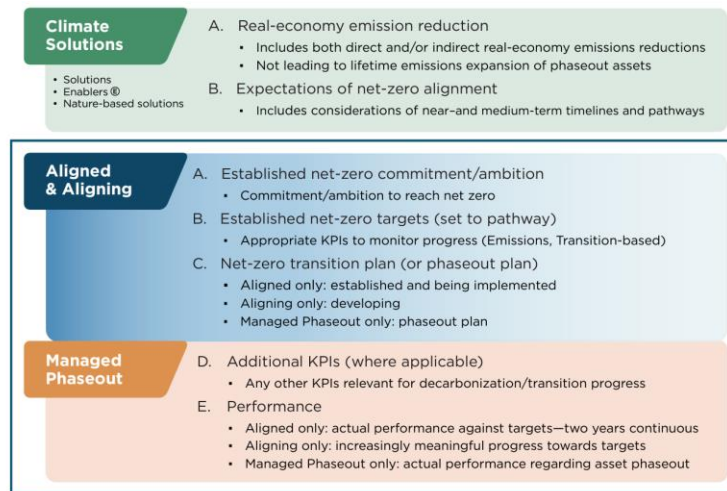 Climate
Solutions
• Solutions
• Enablers Ⓔ
• Nature-based solutions
A. Real-economy emission reduction
• Includes both direct and/or indirect real-economy emissions reductions
• Not leading to lifetime emissions expansion of phaseout assets
B. Expectations of net-zero alignment
• Includes considerations of near–and medium-term timelines and pathways
Aligned
& Aligning
A. Established net-zero commitment/ambition
• Commitment/ambition to reach net zero
B. Established net-zero targets (set to pathway)
• Appropriate KPIs to monitor progress (Emissions, Transition-based)
C. Net-zero transition plan (or phaseout plan)
• Aligned only: established and being implemented
• Aligning only: developing
• Managed Phaseout only: phaseout plan
Managed
Phaseout
D. Additional KPIs (where applicable)
• Any other KPIs relevant for decarbonization/transition progress
E. Performance
• Aligned only: actual performance against targets—two years continuous
• Aligning only: increasingly meaningful progress towards targets
• Managed Phaseout only: actual performance regarding asset phaseout